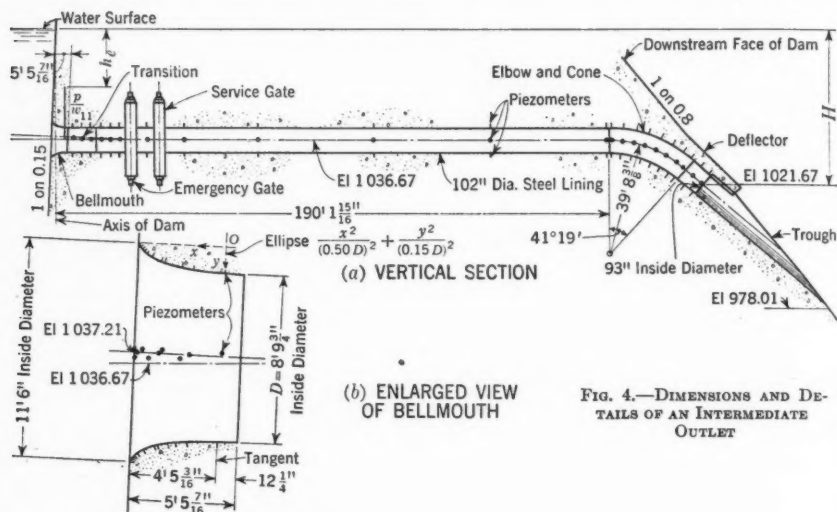 Water Surface
5' 5 7/16"
h_e
Transition
p/w 11
Service Gate
Bellmouth
Emergency Gate
1 on 0.15
Axis of Dam
190' 1 15/16"
El 1 036.67
102" Dia. Steel Lining
Piezometers
Elbow and Cone
Downstream Face of Dam
1 on 0.8
Deflector
H
El 1021.67
39' 8 3/8"
41°19'
93" Inside Diameter
Trough
El 978.01
(a) VERTICAL SECTION
Ellipse x²/(0.50 D)² + y²/(0.15 D)²
x
O
y
Piezometers
El 1 037.21
El 1 036.67
11' 6" Inside Diameter
D = 8' 9 3/4"
Inside Diameter
Tangent
4' 5 3/16"
12 1/4"
5' 5 7/16"
(b) ENLARGED VIEW
OF BELLMOUTH
FIG. 4.—DIMENSIONS AND DE-
TAILS OF AN INTERMEDIATE
OUTLET